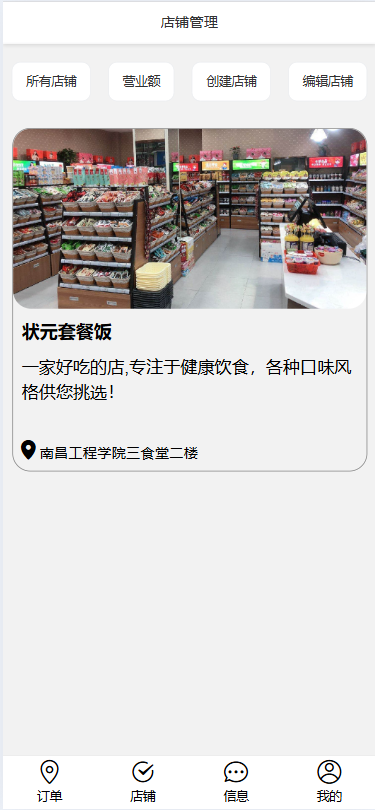 店铺管理
所有店铺 营业额 创建店铺 编辑店铺
状元套餐饭
一家好吃的店,专注于健康饮食，各种口味风
格供您挑选！
南昌工程学院三食堂二楼
订单 店铺 信息 我的